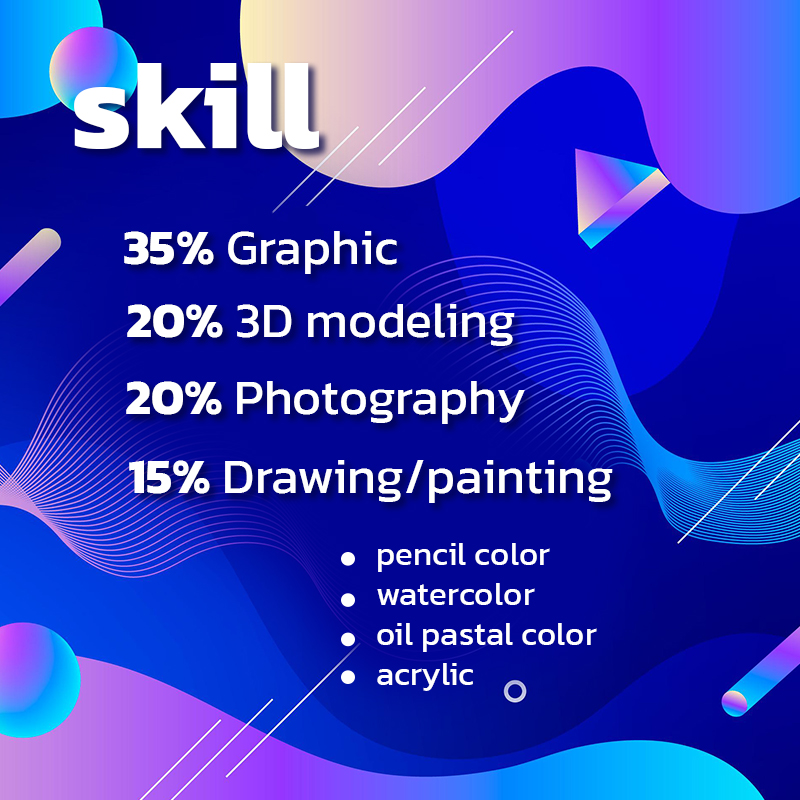 skill
35% Graphic
20% 3D modeling
20% Photography
15% Drawing/painting
• pencil color
• watercolor
• oil pastal color
• acrylic